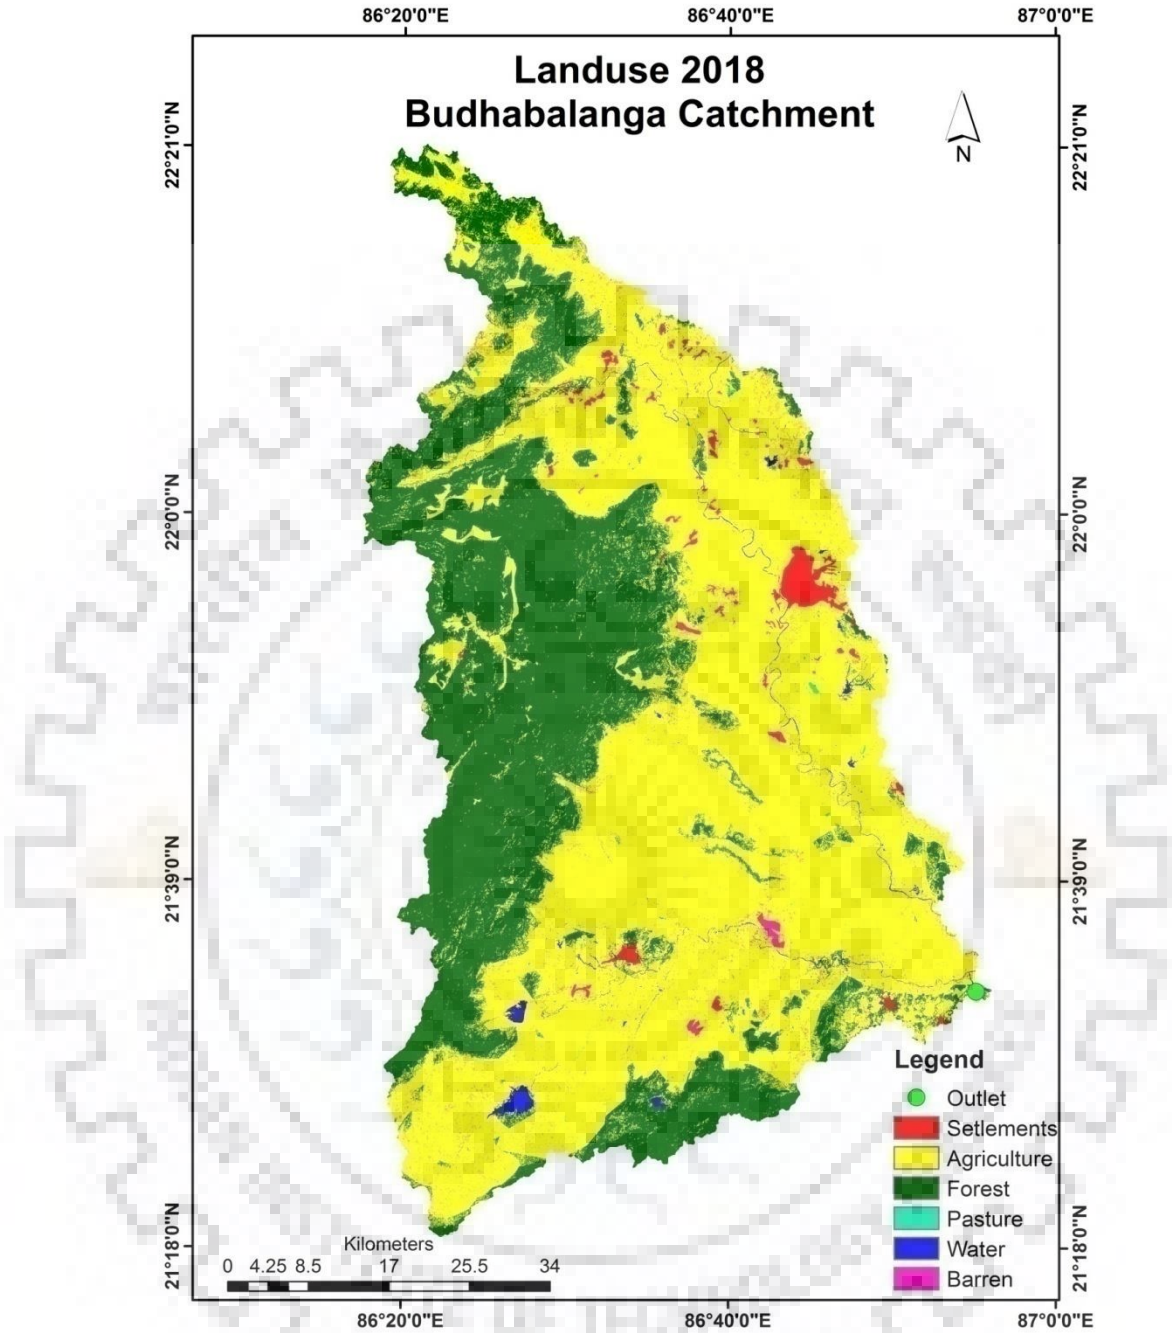 86°20'0"E 86°40'0"E 87°0'0"E
Landuse 2018
Budhabalanga Catchment
N
22°21'0"N 22°21'0"N
22°0'0"N 22°0'0"N
21°39'0"N 21°39'0"N
21°18'0"N 21°18'0"N
Legend
Outlet
Setlements
Agriculture
Forest
Pasture
Water
Barren
Kilometers
0 4.25 8.5 17 25.5 34
86°20'0"E 86°40'0"E 87°0'0"E